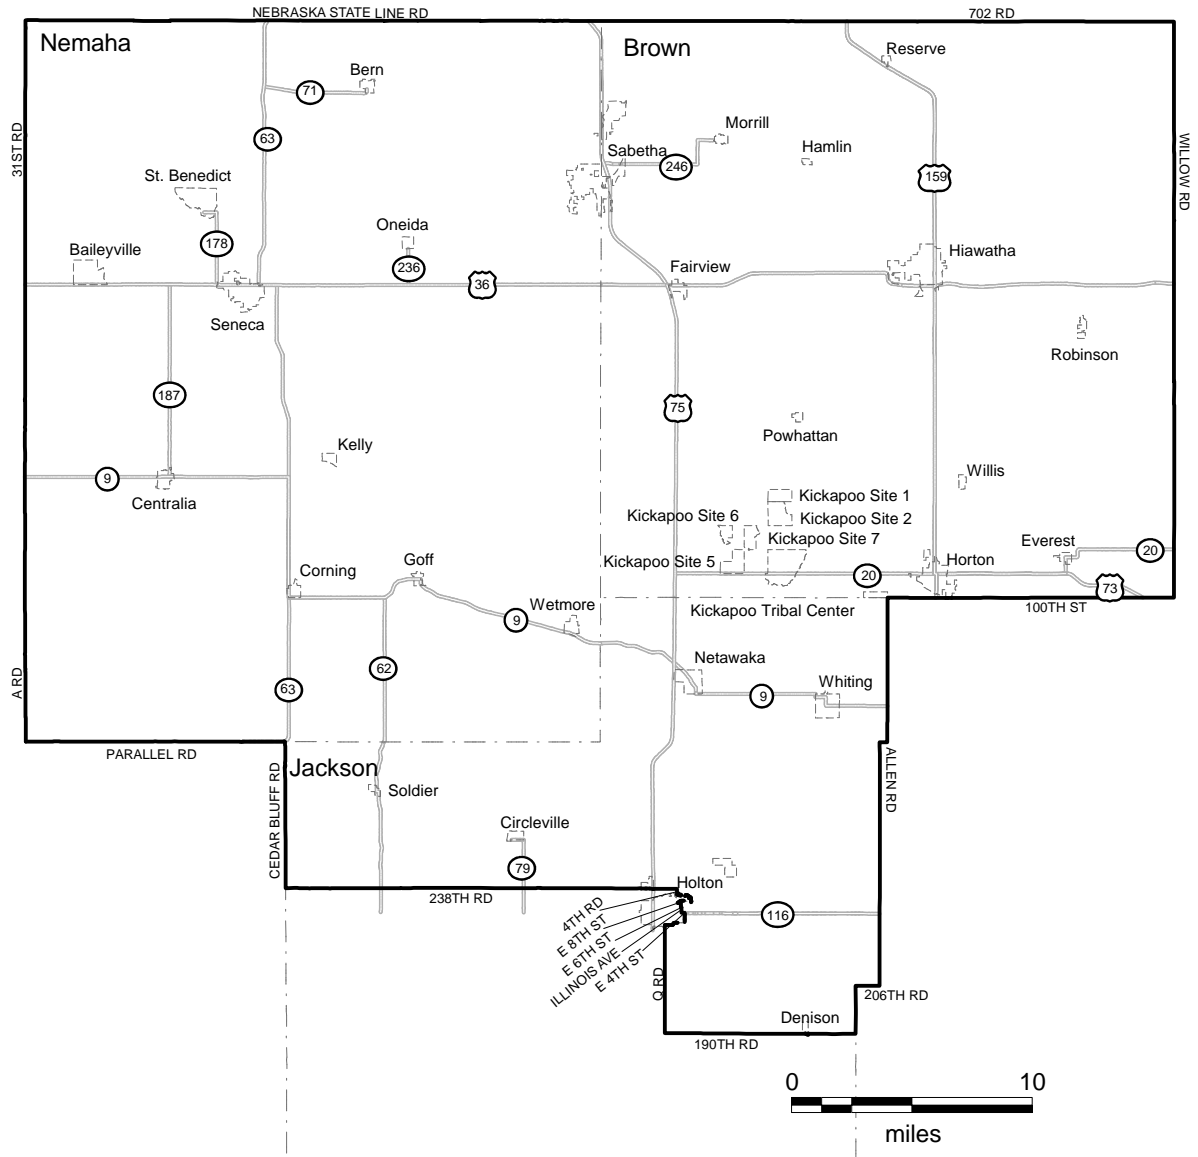 NEBRASKA STATE LINE RD
702 RD
Nemaha
Brown
Reserve
Bern
71
31ST RD
63
Morrill
Hamlin
WILLOW RD
Sabetha
246
159
St. Benedict
Oneida
178
Baileyville
236
Hiawatha
Fairview
36
Seneca
Robinson
187
75
Powhattan
Kelly
9
Willis
Centralia
Kickapoo Site 1
Kickapoo Site 6
Kickapoo Site 2
Kickapoo Site 7
Everest
20
Goff
Kickapoo Site 5
Horton
Corning
20
73
Wetmore
Kickapoo Tribal Center
100TH ST
9
Netawaka
62
A RD
63
9
Whiting
PARALLEL RD
Jackson
ALLEN RD
CEDAR BLUFF RD
Soldier
Circleville
79
Holton
238TH RD
4TH RD
116
E 8TH ST
E 6TH ST
ILLINOIS AVE
E 4TH ST
Q RD
206TH RD
Denison
190TH RD
0 10
miles